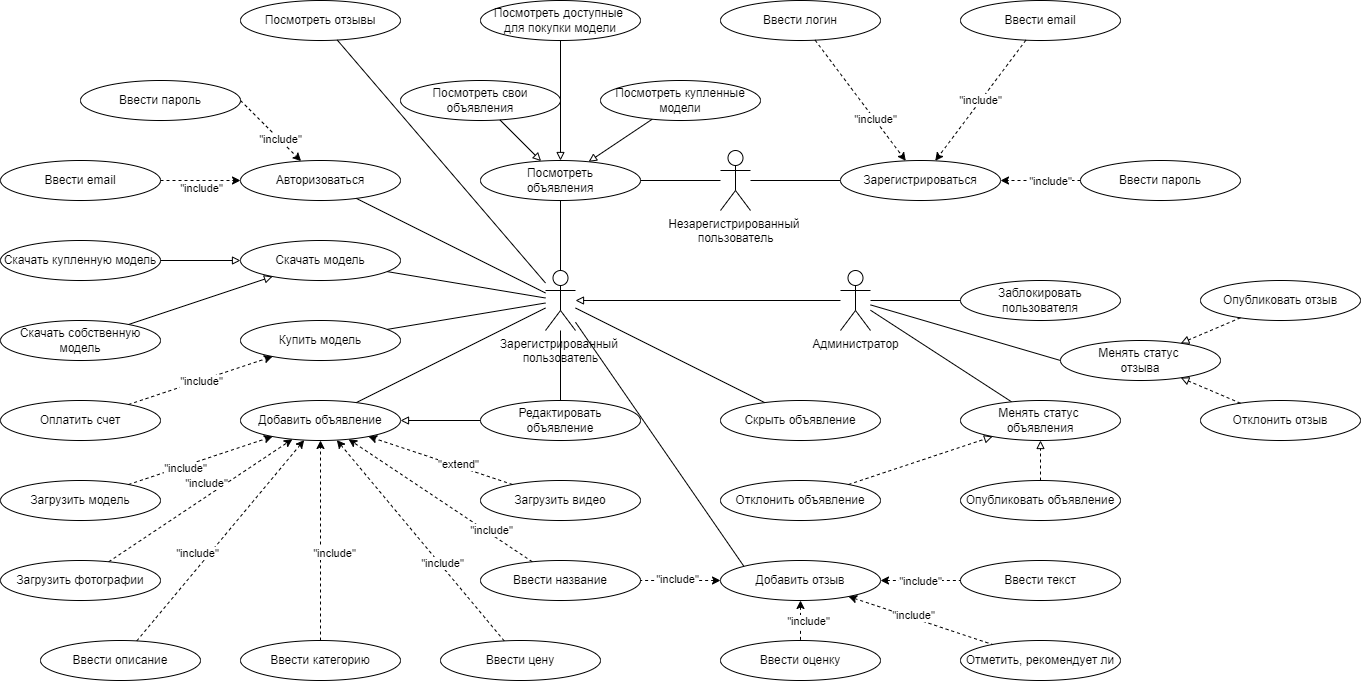 Посмотреть отзывы
Посмотреть доступные
для покупки модели
Ввести логин
Ввести email
Ввести пароль
Посмотреть свои
объявления
Посмотреть купленные
модели
"include"
"include"
"include"
Ввести email
"include"
Авторизоваться
Посмотреть
объявления
Незарегистрированный
пользователь
Зарегистрироваться
"include"
Ввести пароль
Скачать купленную модель
Скачать модель
Скачать собственную
модель
Купить модель
Зарегистрированный
пользователь
Администратор
Заблокировать
пользователя
Опубликовать отзыв
Менять статус
отзыва
"include"
Оплатить счет
Добавить объявление
Редактировать
объявление
Скрыть объявление
Менять статус
объявления
Отклонить отзыв
"include"
"include"
"extend"
Загрузить модель
Загрузить видео
Отклонить объявление
Опубликовать объявление
"include"
"include"
"include"
"include"
Загрузить фотографии
Ввести название
"include"
Добавить отзыв
"include"
Ввести текст
"include"
"include"
Ввести описание
Ввести категорию
Ввести цену
Ввести оценку
Отметить, рекомендует ли